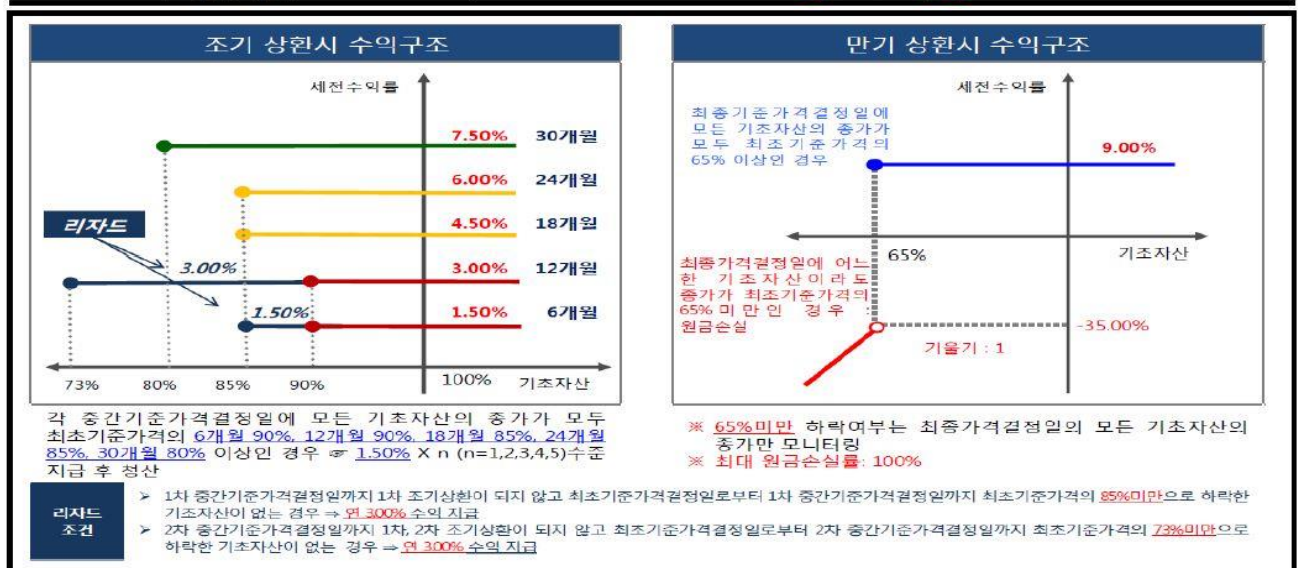 조기 상환시 수익구조
세전수익률
7.50% 30개월
6.00% 24개월
4.50% 18개월
리자드
3.00% 3.00% 12개월
1.50% 1.50% 6개월
73% 80% 85% 90% 100% 기초자산
각 중간기준가격결정일에 모든 기초자산의 종가가 모두
최초기준가격의 6개월 90%, 12개월 90%, 18개월 85%, 24개월
85%, 30개월 80% 이상인 경우 ☞ 1.50% X n (n=1,2,3,4,5)수준
지급 후 청산
만기 상환시 수익구조
세전수익률
최종기준가격결정일에
모든 기초자산의 종가가
모두 최초기준가격의
65% 이상인 경우
9.00%
65% 기초자산
최종가격결정일에 어느
한 기초자산이라도
종가가 최초기준가격의
65%미만인 경우 :
원금손실
-35.00%
기울기 : 1
※ 65%미만 하락여부는 최종가격결정일의 모든 기초자산의
종가만 모니터링
※ 최대 원금손실률: 100%
리자드
조건
➢ 1차 중간기준가격결정일까지 1차 조기상환이 되지 않고 최초기준가격결정일로부터 1차 중간기준가격결정일까지 최초기준가격의 85%미만으로 하락한
기초자산이 없는 경우 ⇒ 연 3.00% 수익 지급
➢ 2차 중간기준가격결정일까지 1차, 2차 조기상환이 되지 않고 최초기준가격결정일로부터 2차 중간기준가격결정일까지 최초기준가격의 73%미만으로
하락한 기초자산이 없는 경우 ⇒ 연 3.00% 수익 지급